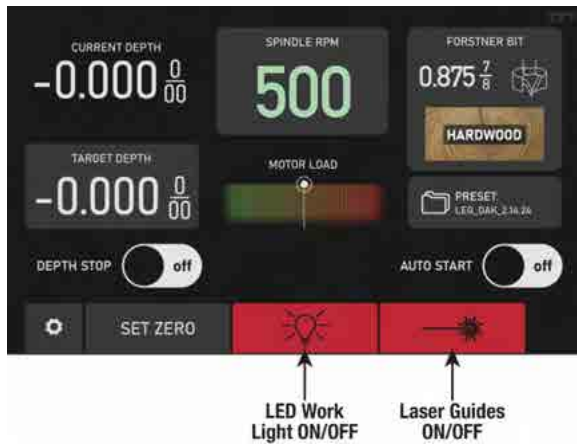 CURRENT DEPTH
-0.000 0/00
SPINDLE RPM
500
FORSTNER BIT
0.875 7/8
HARDWOOD
TARGET DEPTH
-0.000 0/00
MOTOR LOAD
PRESET
LEG_OAK_2.14.24
DEPTH STOP
off
AUTO START
off
SET ZERO
LED Work
Light ON/OFF
Laser Guides
ON/OFF